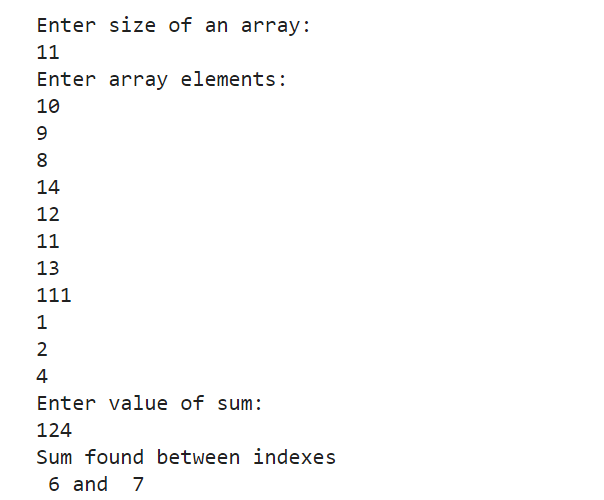 Enter size of an array:
11
Enter array elements:
10
9
8
14
12
11
13
111
1
2
4
Enter value of sum:
124
Sum found between indexes
 6 and  7